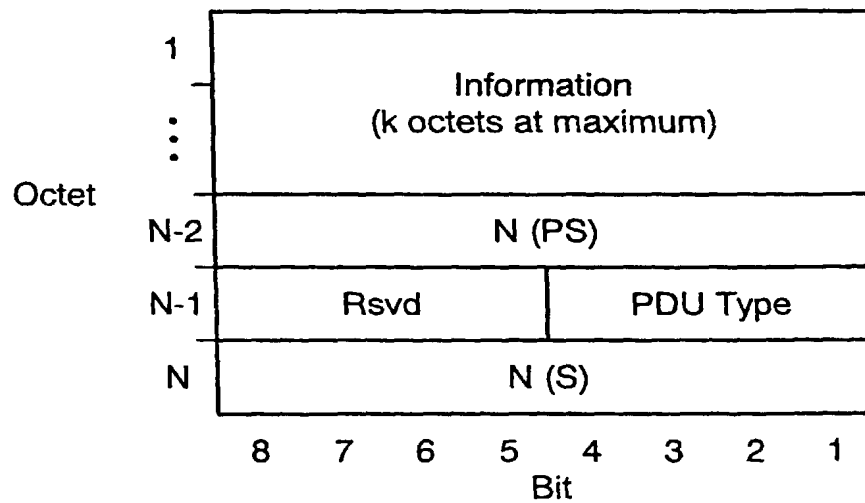 1
Information
(k octets at maximum)
Octet
N-2
N (PS)
N-1
Rsvd
PDU Type
N
N (S)
8 7 6 5 4 3 2 1
Bit